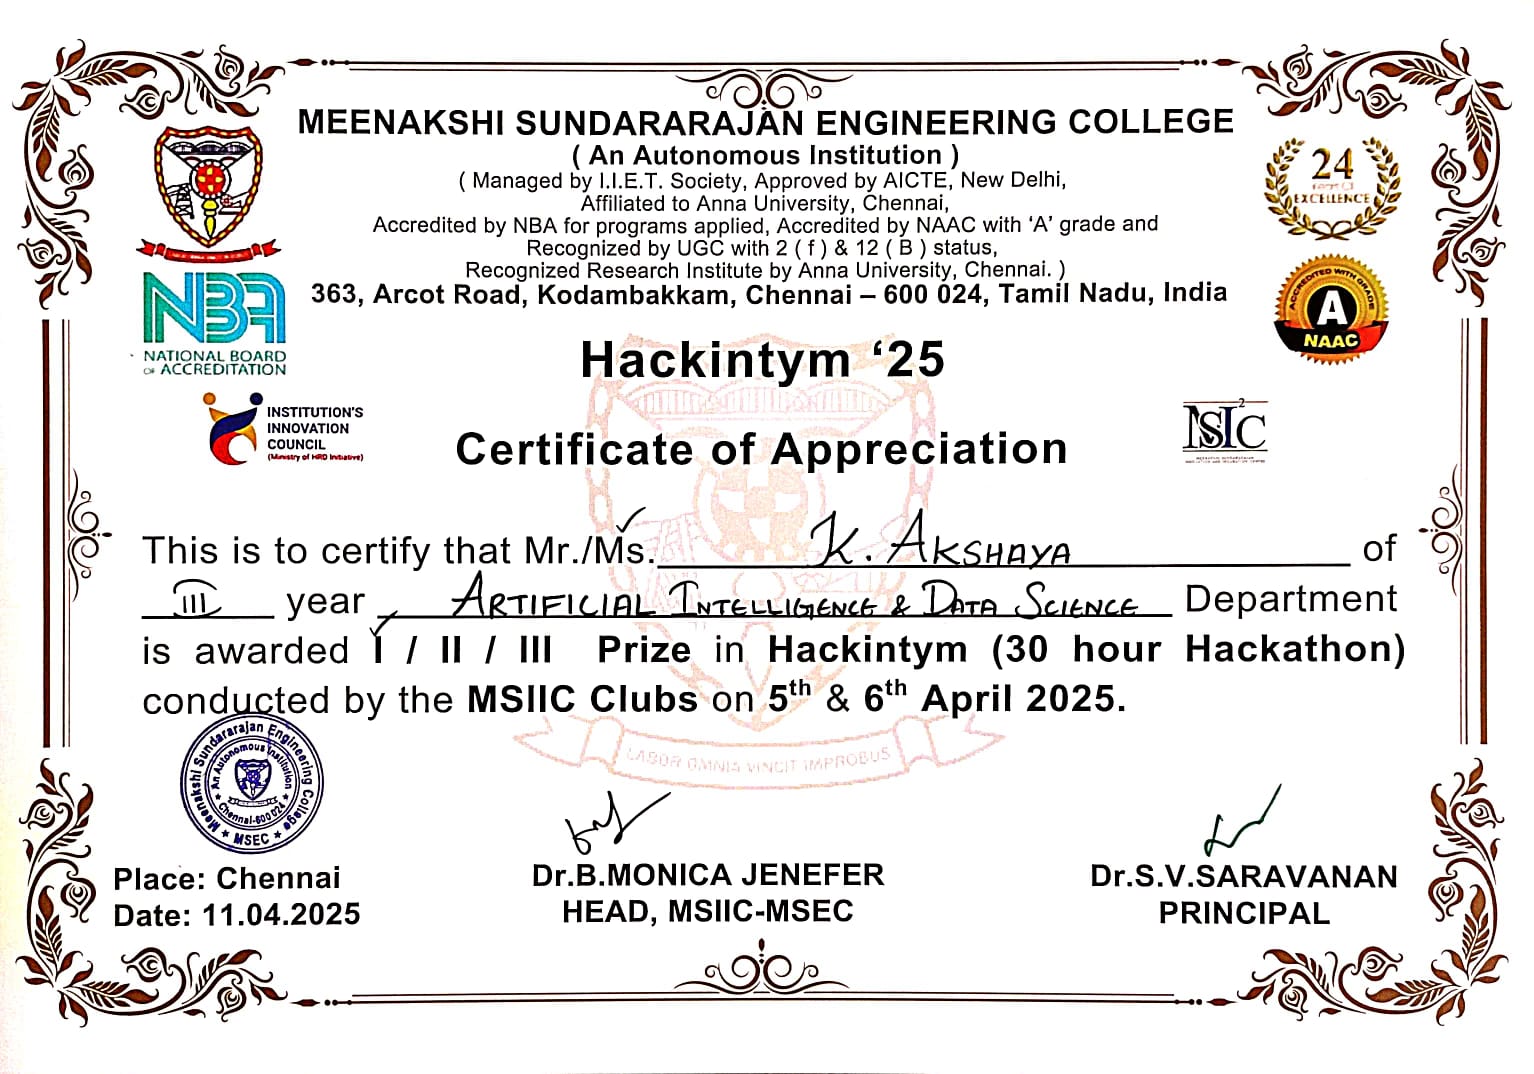 MEENAKSHI SUNDARARAJAN ENGINEERING COLLEGE
( An Autonomous Institution )
( Managed by I.I.E.T. Society, Approved by AICTE, New Delhi,
Affiliated to Anna University, Chennai,
Accredited by NBA for programs applied, Accredited by NAAC with ‘A’ grade and
Recognized by UGC with 2 ( f ) & 12 ( B ) status,
Recognized Research Institute by Anna University, Chennai. )
363, Arcot Road, Kodambakkam, Chennai – 600 024, Tamil Nadu, India
24
EXCELLENCE
ACCREDITED WITH GRADE
A
NAAC
NBA
NATIONAL BOARD
OF ACCREDITATION
INSTITUTION'S
INNOVATION
COUNCIL
(Ministry of HRD Initiative)
Hackintym ‘25
Certificate of Appreciation
This is to certify that Mr./Ms. K. AKSHAYA of
III year ARTIFICIAL INTELLIGENCE & DATA SCIENCE Department
is awarded I / II / III Prize in Hackintym (30 hour Hackathon)
conducted by the MSIIC Clubs on 5th & 6th April 2025.
LABOR OMNIA VINCIT IMPROBUS
Meenakshi Sundararajan Engineering College
An Autonomous Institution
Chennai-600 024
MSEC
Place: Chennai
Date: 11.04.2025
Dr.B.MONICA JENEFER
HEAD, MSIIC-MSEC
Dr.S.V.SARAVANAN
PRINCIPAL